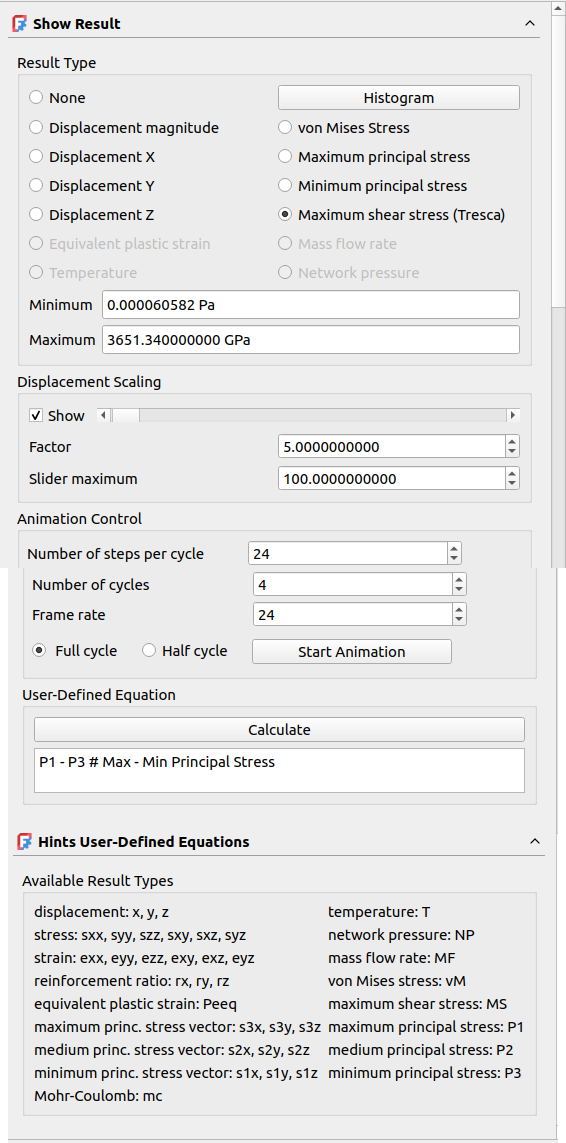 Show Result
Result Type
None
Histogram
Displacement magnitude
von Mises Stress
Displacement X
Maximum principal stress
Displacement Y
Minimum principal stress
Displacement Z
Maximum shear stress (Tresca)
Equivalent plastic strain
Mass flow rate
Temperature
Network pressure
Minimum 0.000060582 Pa
Maximum 3651.340000000 GPa
Displacement Scaling
Show
Factor 5.0000000000
Slider maximum 100.0000000000
Animation Control
Number of steps per cycle 24
Number of cycles 4
Frame rate 24
Full cycle Half cycle Start Animation
User-Defined Equation
Calculate
P1 - P3 # Max - Min Principal Stress
Hints User-Defined Equations
Available Result Types
displacement: x, y, z
temperature: T
stress: sxx, syy, szz, sxy, sxz, syz
network pressure: NP
strain: exx, eyy, ezz, exy, exz, eyz
mass flow rate: MF
reinforcement ratio: rx, ry, rz
von Mises stress: vM
equivalent plastic strain: Peeq
maximum shear stress: MS
maximum princ. stress vector: s3x, s3y, s3z
maximum principal stress: P1
medium princ. stress vector: s2x, s2y, s2z
medium principal stress: P2
minimum princ. stress vector: s1x, s1y, s1z
minimum principal stress: P3
Mohr-Coulomb: mc